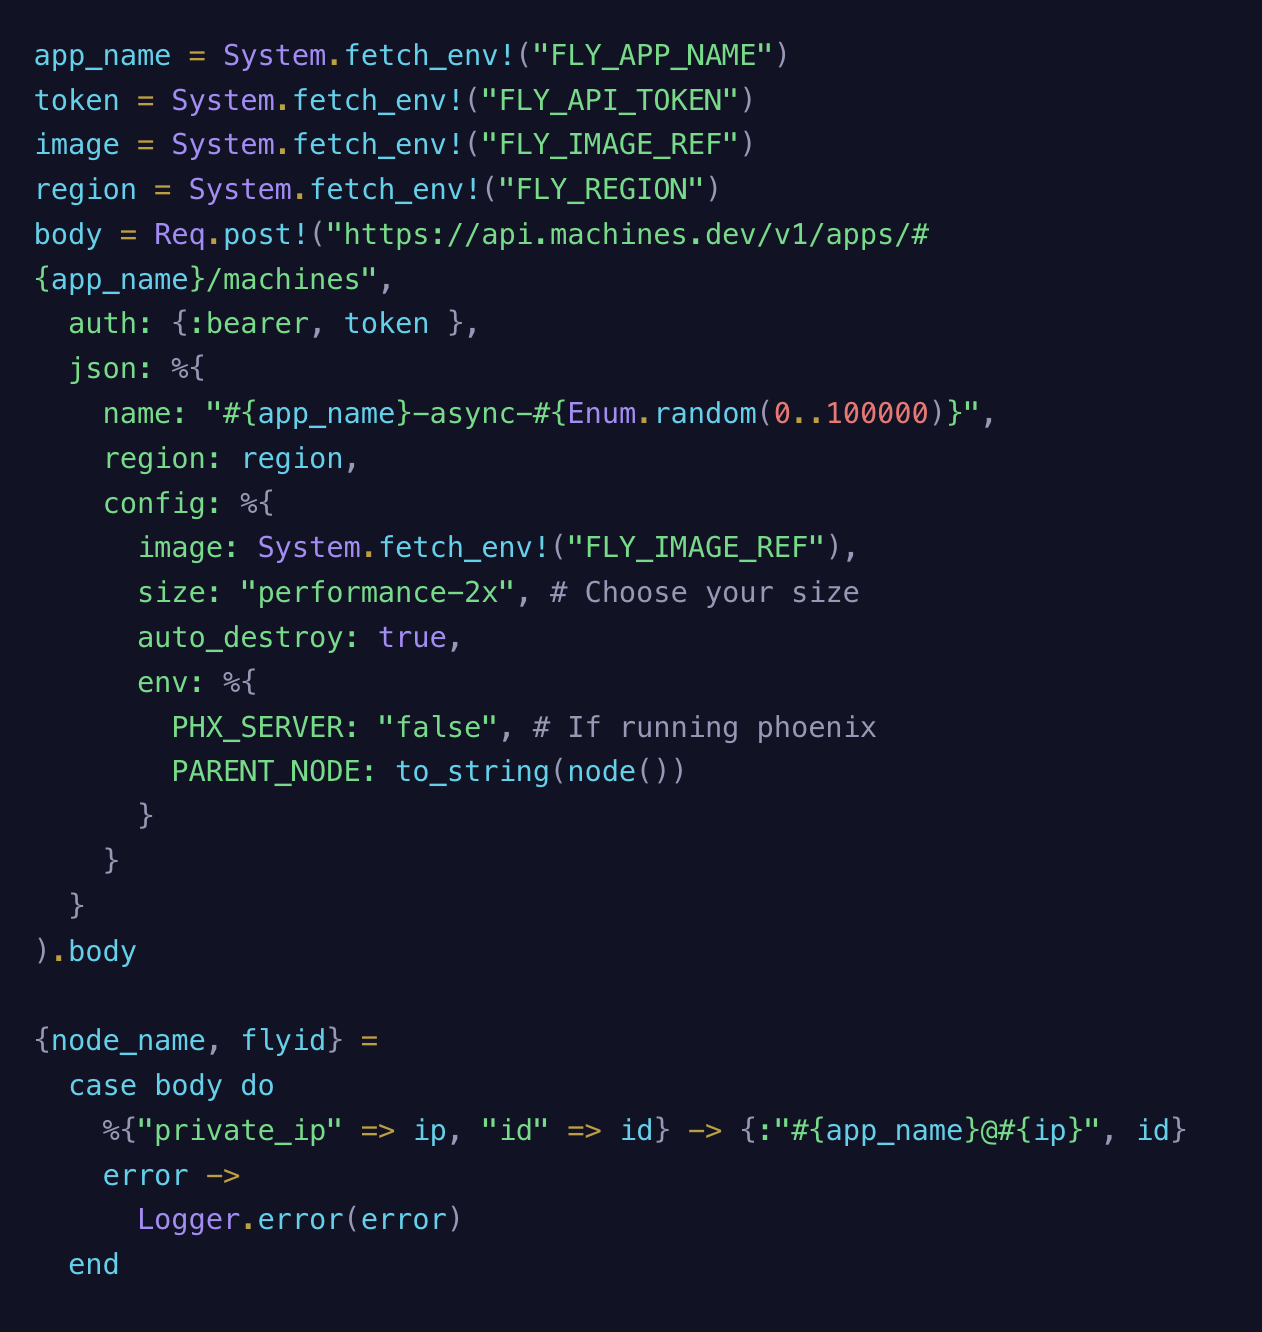 app_name = System.fetch_env!("FLY_APP_NAME")
token = System.fetch_env!("FLY_API_TOKEN")
image = System.fetch_env!("FLY_IMAGE_REF")
region = System.fetch_env!("FLY_REGION")
body = Req.post!("https://api.machines.dev/v1/apps/#
{app_name}/machines",
  auth: {:bearer, token },
  json: %{
    name: "#{app_name}-async-#{Enum.random(0..100000)}",
    region: region,
    config: %{
      image: System.fetch_env!("FLY_IMAGE_REF"),
      size: "performance-2x", # Choose your size
      auto_destroy: true,
      env: %{
        PHX_SERVER: "false", # If running phoenix
        PARENT_NODE: to_string(node())
      }
    }
  }
).body

{node_name, flyid} =
  case body do
    %{"private_ip" => ip, "id" => id} -> {:"#{app_name}@#{ip}", id}
    error ->
      Logger.error(error)
  end